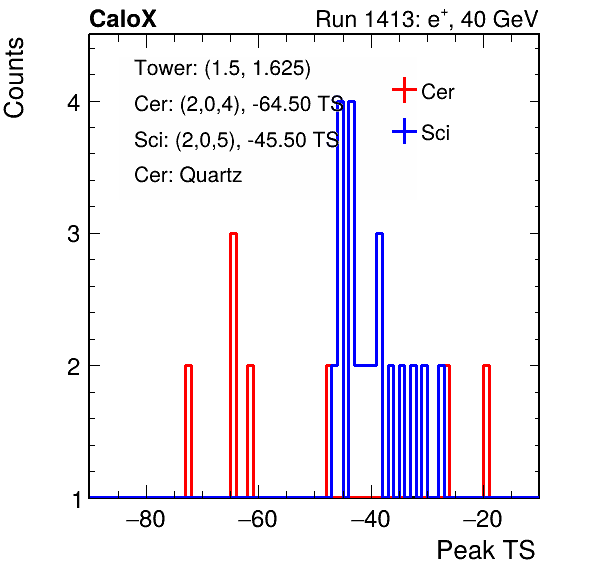 CaloX Run 1413: e+, 40 GeV
Counts
Tower: (1.5, 1.625)
Cer: (2,0,4), -64.50 TS
Sci: (2,0,5), -45.50 TS
Cer: Quartz
Cer
Sci
4
3
2
1
−80 −60 −40 −20
Peak TS